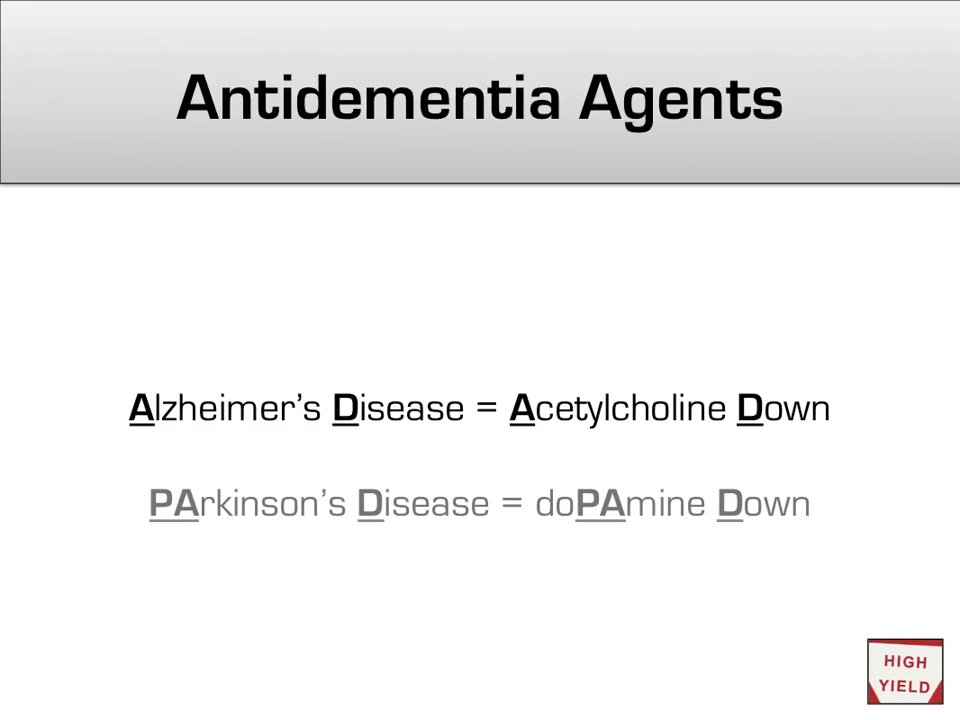 Antidementia Agents
Alzheimer's Disease = Acetylcholine Down
PArkinson's Disease = doPAmine Down
HIGH
YIELD